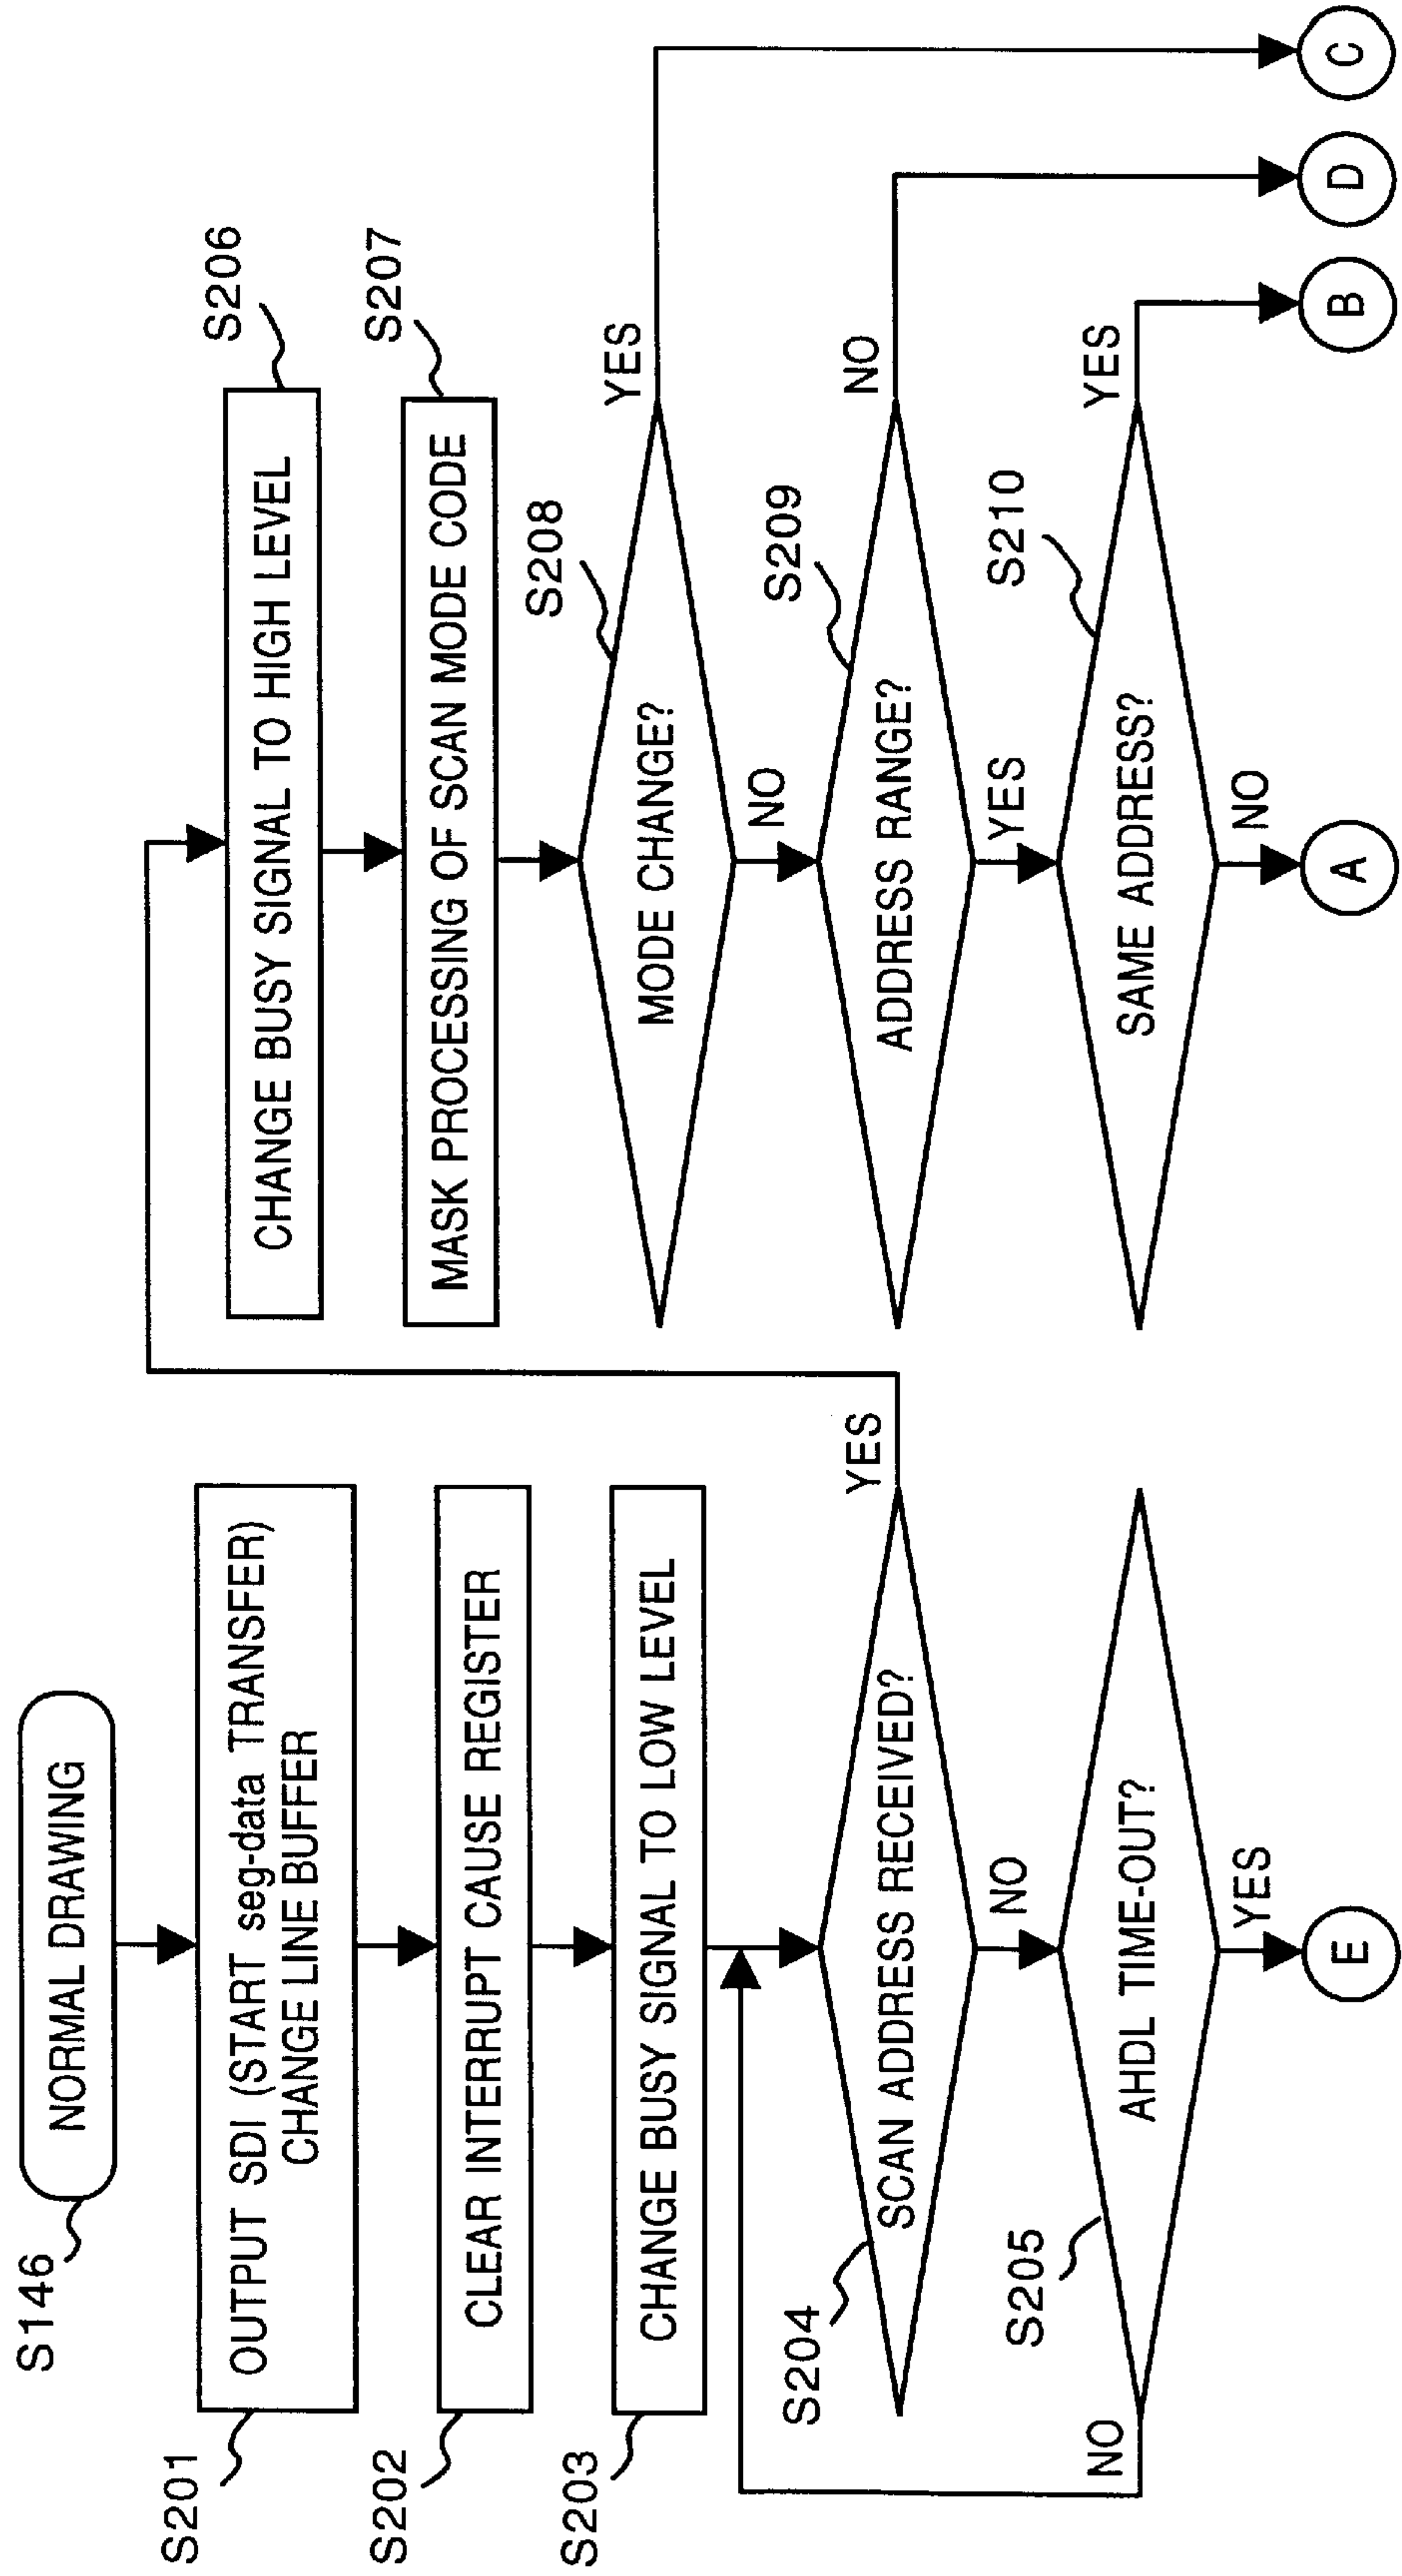 S146
NORMAL DRAWING
S201
OUTPUT SDI (START seg-data TRANSFER)
CHANGE LINE BUFFER
S202
CLEAR INTERRUPT CAUSE REGISTER
S203
CHANGE BUSY SIGNAL TO LOW LEVEL
S204
SCAN ADDRESS RECEIVED?
YES
NO
S205
AHDL TIME-OUT?
NO
YES
E
S206
CHANGE BUSY SIGNAL TO HIGH LEVEL
S207
MASK PROCESSING OF SCAN MODE CODE
S208
MODE CHANGE?
YES
NO
S209
ADDRESS RANGE?
NO
YES
S210
SAME ADDRESS?
YES
NO
A
B
D
C